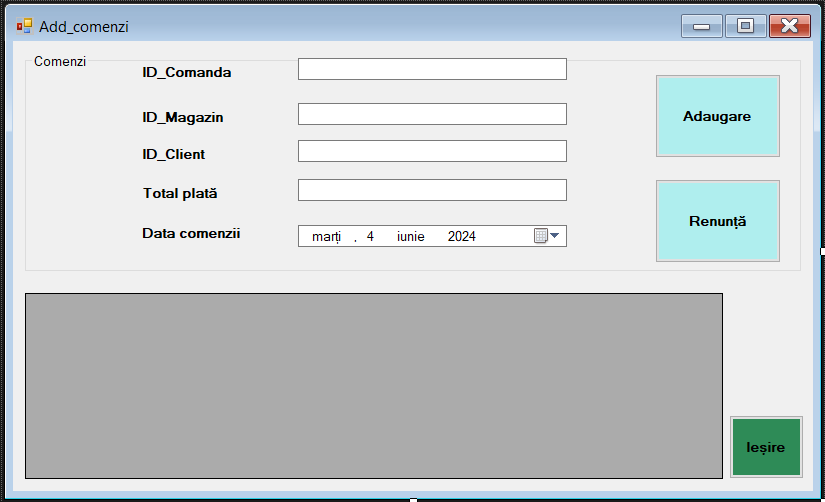 Add_comenzi
Comenzi
ID_Comanda
ID_Magazin
ID_Client
Total plată
Data comenzii
marți , 4 iunie 2024
Adaugare
Renunță
Ieșire